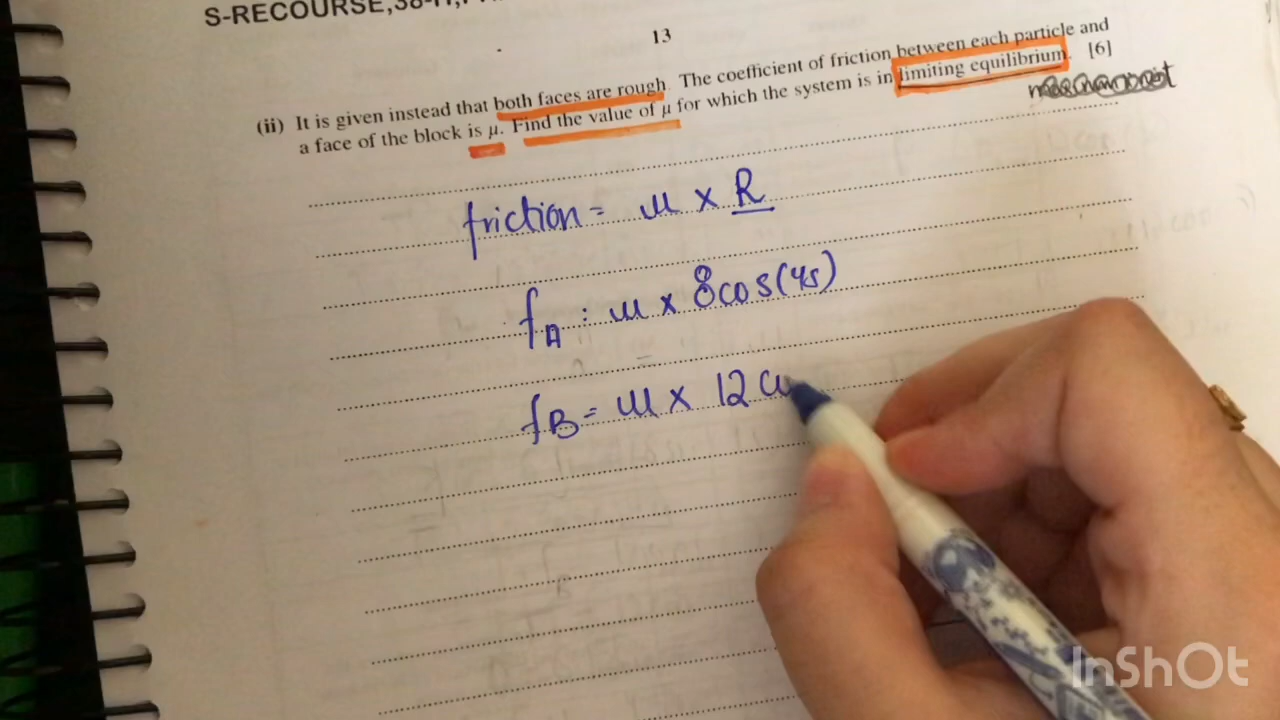 S-RECOURSE,38-
13
(ii) It is given instead that both faces are rough. The coefficient of friction between each particle and
a face of the block is μ. Find the value of μ for which the system is in limiting equilibrium. [6]
friction = μ × R
fA : μ × 8cos(45)
fB = μ × 12 co
InShOt